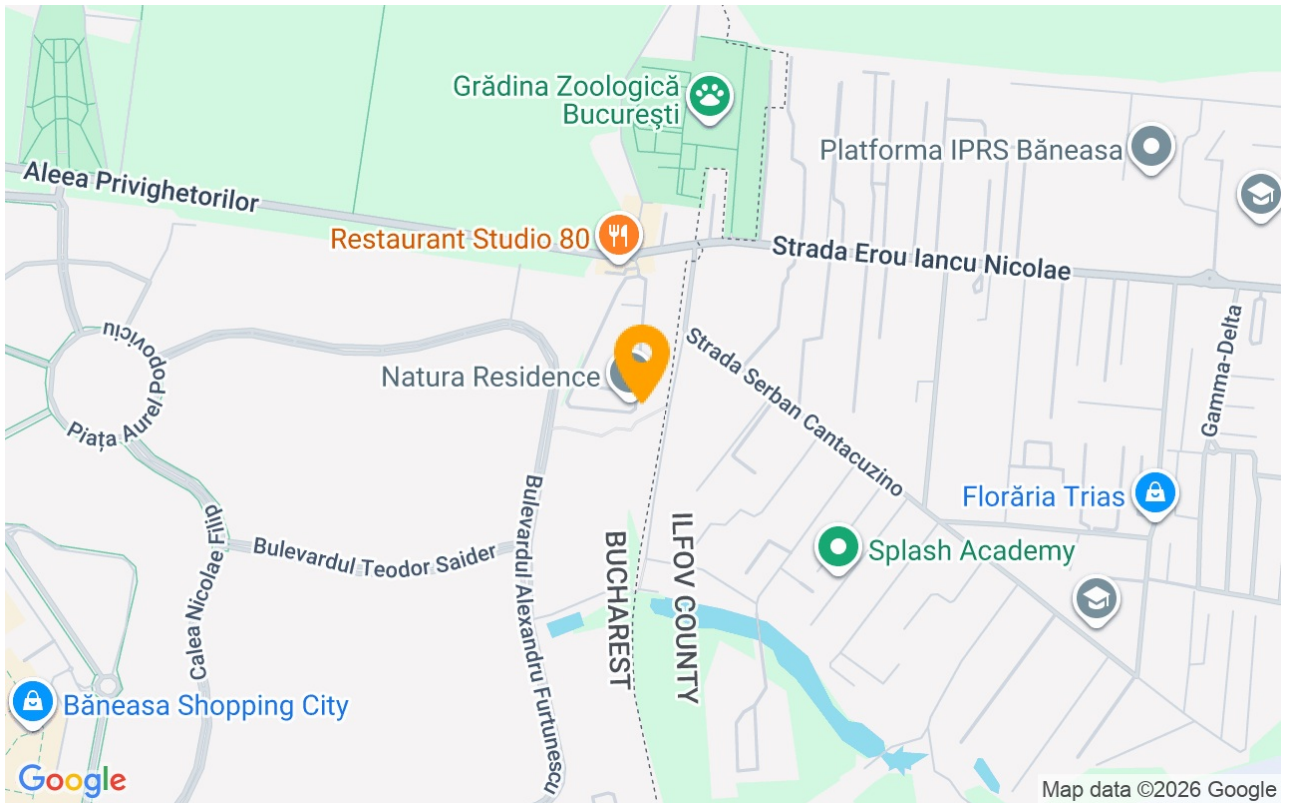 Grădina Zoologică
Bucureşti
Platforma IPRS Băneasa
Aleea Privighetorilor
Restaurant Studio 80
Strada Erou Iancu Nicolae
Gamma-Delta
Piața Aurel Popoviciu
Natura Residence
Strada Serban Cantacuzino
Florăria Trias
Splash Academy
Calea Nicolae Filip
Bulevardul Teodor Saider
Bulevardul Alexandru Furtunescu
BUCHAREST
ILFOV COUNTY
Băneasa Shopping City
Google
Map data ©2026 Google